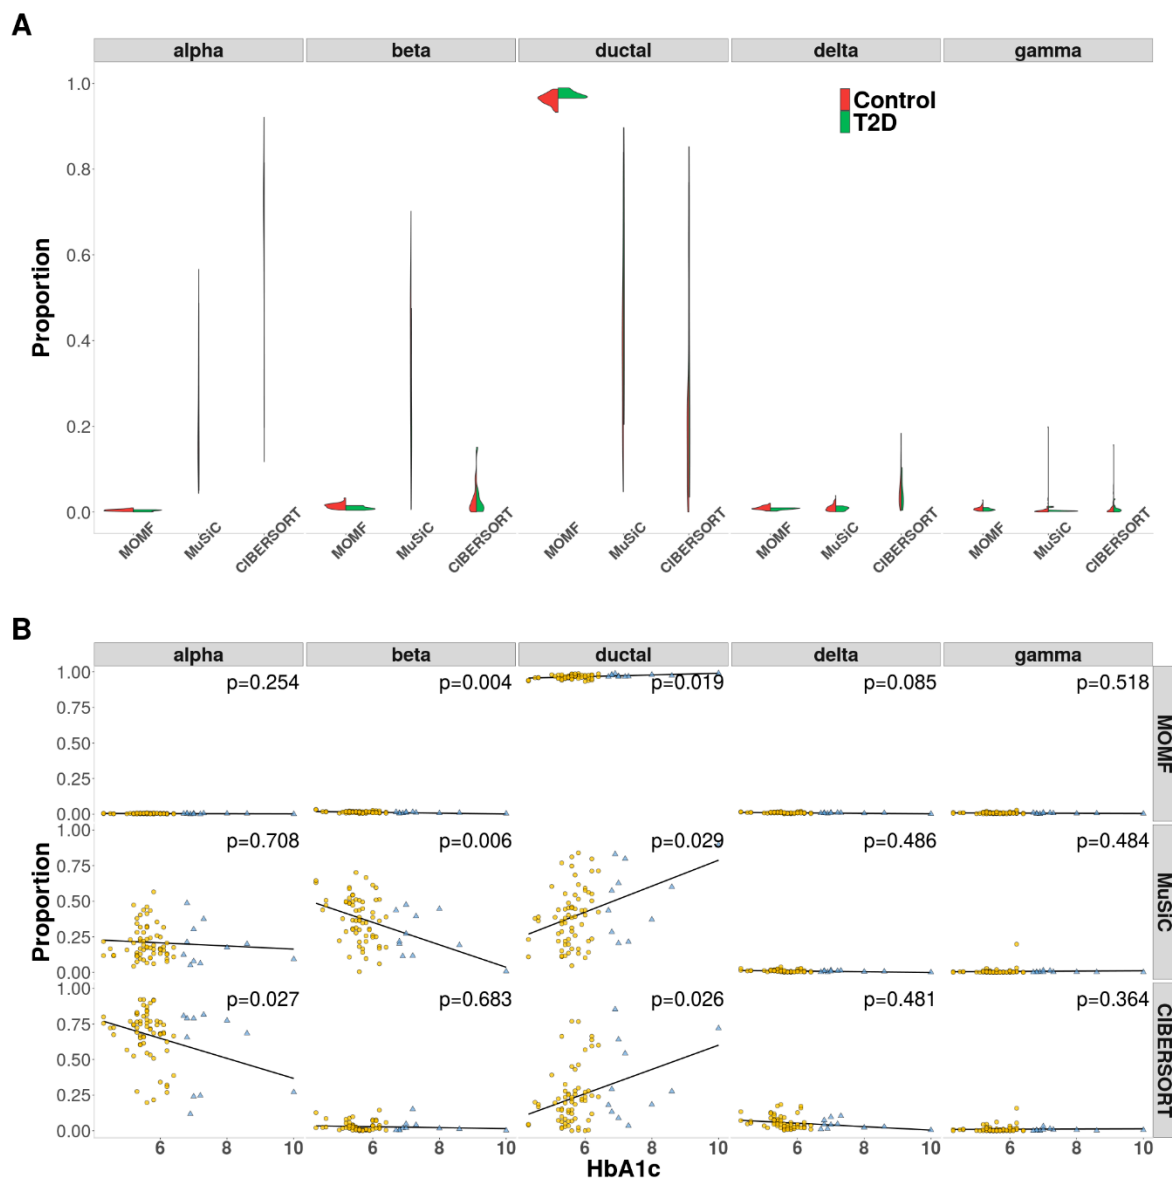 A
alpha beta ductal delta gamma
1.0
0.8
0.6
0.4
0.2
0.0
Proportion
Control
T2D
MOMF MuSiC CIBERSORT MOMF MuSiC CIBERSORT MOMF MuSiC CIBERSORT MOMF MuSiC CIBERSORT MOMF MuSiC CIBERSORT
B
alpha beta ductal delta gamma
1.00 p=0.254 p=0.004 p=0.019 p=0.085 p=0.518 MOMF
0.75
0.50
0.25
0.00
1.00 p=0.708 p=0.006 p=0.029 p=0.486 p=0.484 MuSiC
0.75
0.50
0.25
0.00
1.00 p=0.027 p=0.683 p=0.026 p=0.481 p=0.364 CIBERSORT
0.75
0.50
0.25
0.00
Proportion
6 8 10 6 8 10 6 8 10 6 8 10 6 8 10
HbA1c